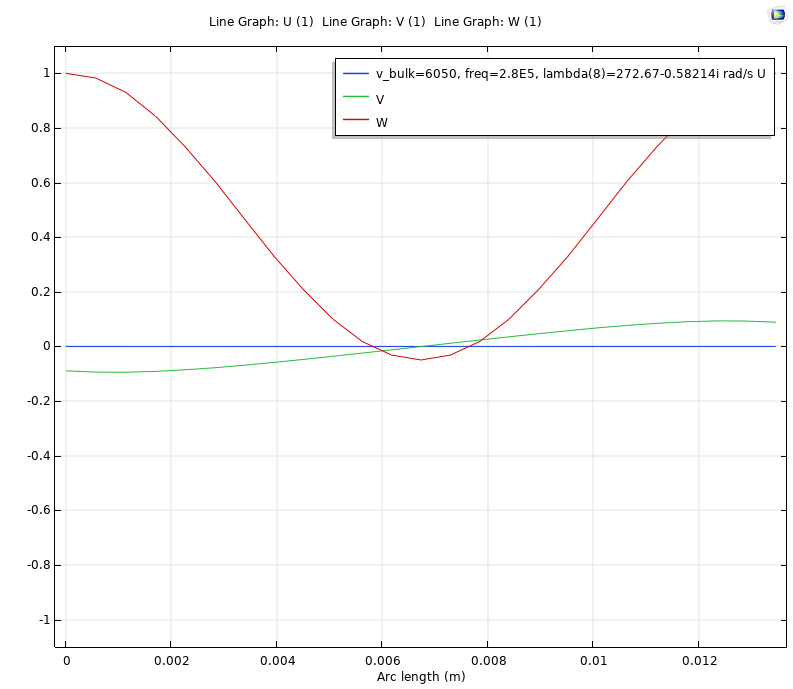 Line Graph: U (1)  Line Graph: V (1)  Line Graph: W (1)
v_bulk=6050, freq=2.8E5, lambda(8)=272.67-0.58214i rad/s U
V
W
1
0.8
0.6
0.4
0.2
0
-0.2
-0.4
-0.6
-0.8
-1
0 0.002 0.004 0.006 0.008 0.01 0.012
Arc length (m)